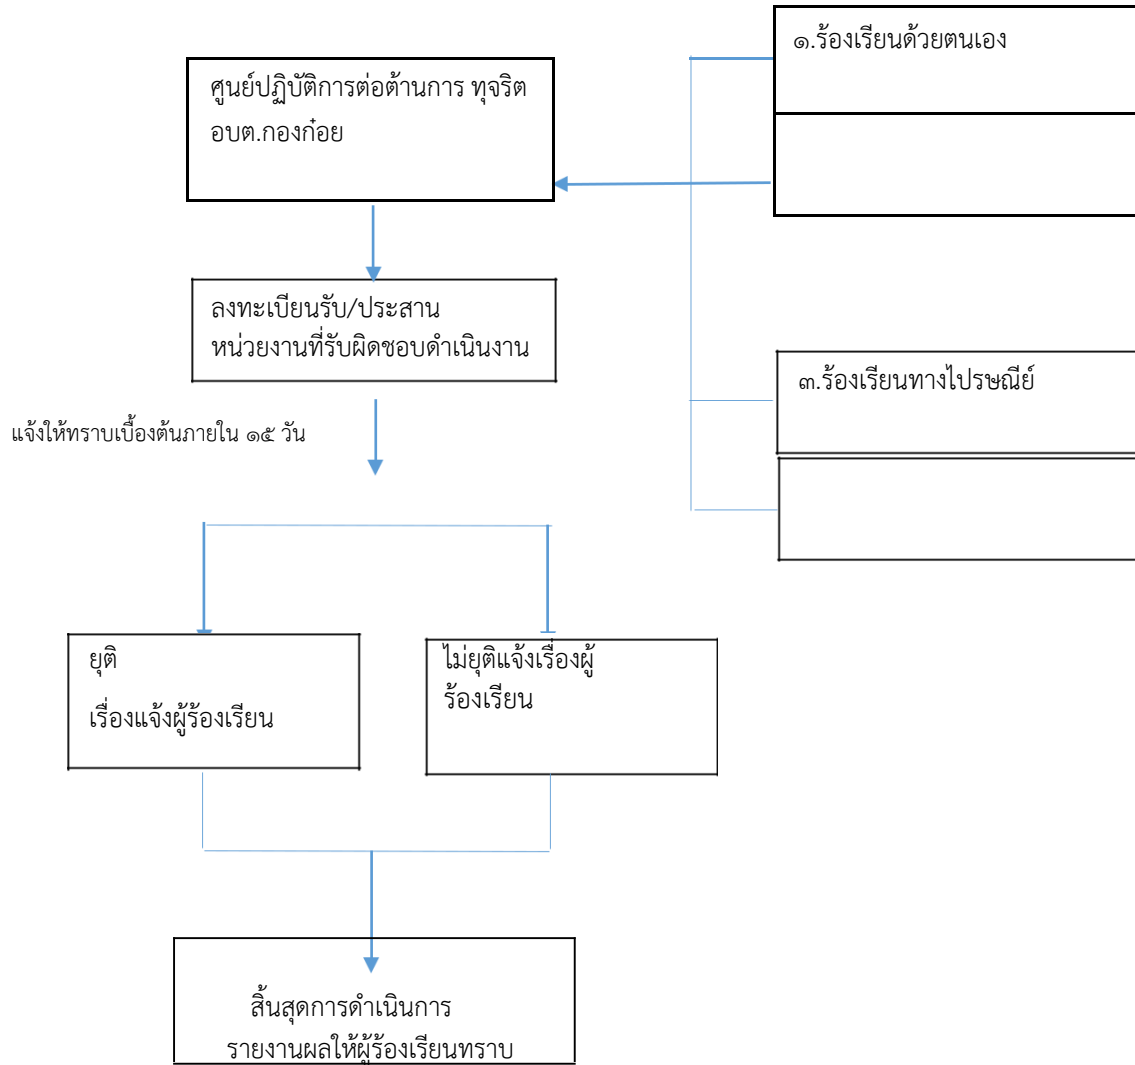 ๑.ร้องเรียนด้วยตนเอง
ศูนย์ปฏิบัติการต่อต้านการ ทุจริต
อบต.กองก๋อย
ลงทะเบียนรับ/ประสาน
หน่วยงานที่รับผิดชอบดำเนินงาน
๓.ร้องเรียนทางไปรษณีย์
แจ้งให้ทราบเบื้องต้นภายใน ๑๕ วัน
ยุติ
เรื่องแจ้งผู้ร้องเรียน
ไม่ยุติแจ้งเรื่องผู้
ร้องเรียน
สิ้นสุดการดำเนินการ
รายงานผลให้ผู้ร้องเรียนทราบ